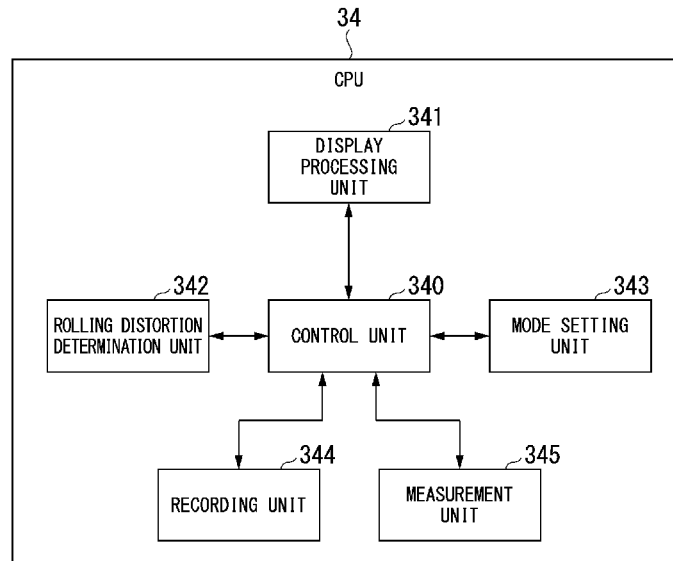 34
CPU
341
DISPLAY
PROCESSING
UNIT
342
340
343
ROLLING DISTORTION
DETERMINATION UNIT
CONTROL UNIT
MODE SETTING
UNIT
344
345
RECORDING UNIT
MEASUREMENT
UNIT